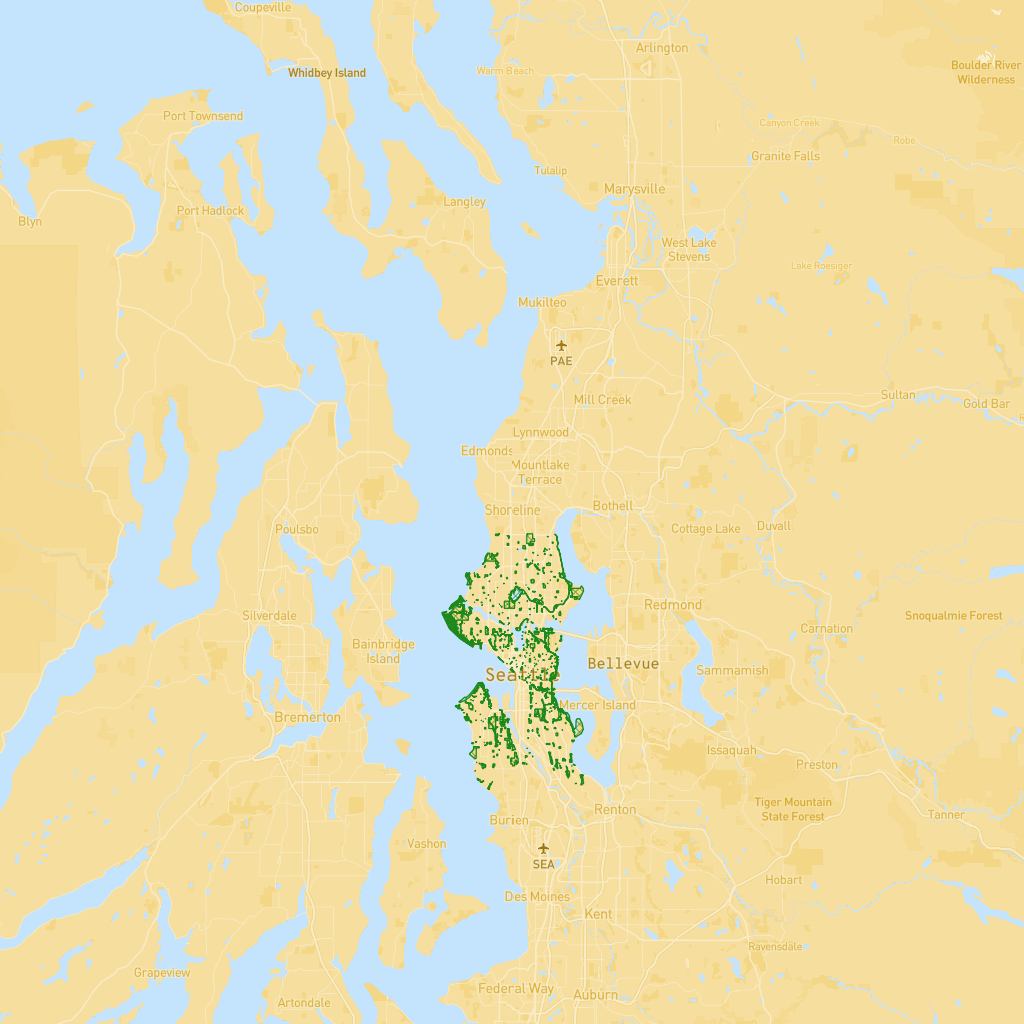 Coupeville
Arlington
Whidbey Island
Warm Beach
Boulder River
Wilderness
Port Townsend
Canyon Creek
Robe
Granite Falls
Tulalip
Marysville
Langley
Port Hadlock
Blyn
West Lake
Stevens
Lake Roesiger
Everett
Mukilteo
PAE
Mill Creek
Sultan
Gold Bar
Lynnwood
Edmonds
Mountlake
Terrace
Shoreline
Bothell
Poulsbo
Cottage Lake
Duvall
Redmond
Silverdale
Snoqualmie Forest
Carnation
Bainbridge
Island
Bellevue
Seattle
Sammamish
Mercer Island
Bremerton
Issaquah
Preston
Tiger Mountain
State Forest
Renton
Tanner
Burien
Vashon
SEA
Hobart
Des Moines
Kent
Ravensdale
Grapeview
Federal Way
Auburn
Artondale